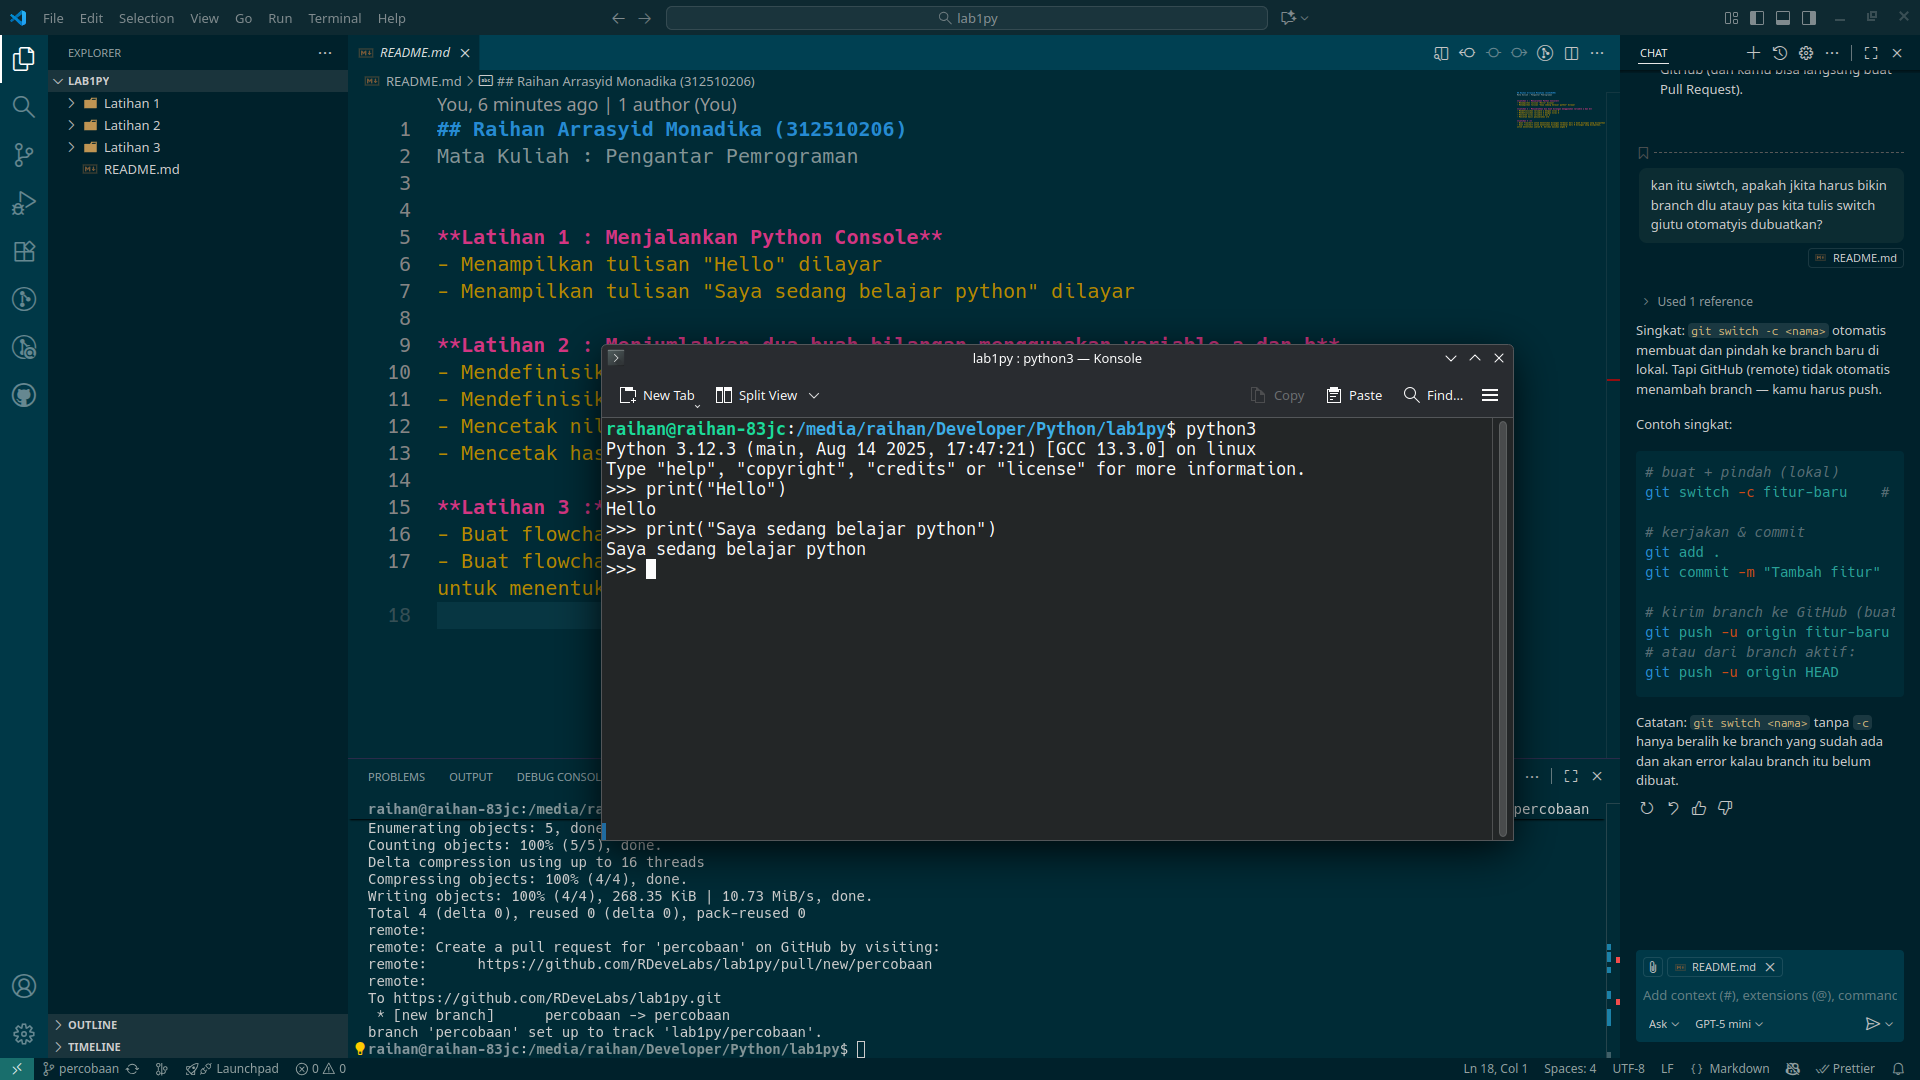 File Edit Selection View Go Run Terminal Help
lab1py
EXPLORER
LAB1PY
Latihan 1
Latihan 2
Latihan 3
README.md
OUTLINE
TIMELINE
README.md
README.md > ## Raihan Arrasyid Monadika (312510206)
You, 6 minutes ago | 1 author (You)
1 ## Raihan Arrasyid Monadika (312510206)
2 Mata Kuliah : Pengantar Pemrograman
3
4
5 **Latihan 1 : Menjalankan Python Console**
6 - Menampilkan tulisan "Hello" dilayar
7 - Menampilkan tulisan "Saya sedang belajar python" dilayar
8
9 **Latihan 2 : Menjumlahkan dua buah bilangan menggunakan variable a dan b**
10 - Mendefinisik
11 - Mendefinisik
12 - Mencetak nil
13 - Mencetak has
14
15 **Latihan 3 :*
16 - Buat flowcha
17 - Buat flowcha
untuk menentuk
18
lab1py : python3 — Konsole
New Tab Split View Copy Paste Find...
raihan@raihan-83jc:/media/raihan/Developer/Python/lab1py$ python3
Python 3.12.3 (main, Aug 14 2025, 17:47:21) [GCC 13.3.0] on linux
Type "help", "copyright", "credits" or "license" for more information.
>>> print("Hello")
Hello
>>> print("Saya sedang belajar python")
Saya sedang belajar python
>>>
PROBLEMS OUTPUT DEBUG CONSOL
raihan@raihan-83jc:/media/ra percobaan
Enumerating objects: 5, done
Counting objects: 100% (5/5), done.
Delta compression using up to 16 threads
Compressing objects: 100% (4/4), done.
Writing objects: 100% (4/4), 268.35 KiB | 10.73 MiB/s, done.
Total 4 (delta 0), reused 0 (delta 0), pack-reused 0
remote:
remote: Create a pull request for 'percobaan' on GitHub by visiting:
remote:      https://github.com/RDeveLabs/lab1py/pull/new/percobaan
remote:
To https://github.com/RDeveLabs/lab1py.git
 * [new branch]      percobaan -> percobaan
branch 'percobaan' set up to track 'lab1py/percobaan'.
raihan@raihan-83jc:/media/raihan/Developer/Python/lab1py$
CHAT
GitHub (dan kamu bisa langsung buat
Pull Request).
kan itu siwtch, apakah jkita harus bikin
branch dlu atauy pas kita tulis switch
giutu otomatyis dubuatkan?
README.md
Used 1 reference
Singkat: git switch -c <nama> otomatis
membuat dan pindah ke branch baru di
lokal. Tapi GitHub (remote) tidak otomatis
menambah branch — kamu harus push.
Contoh singkat:
# buat + pindah (lokal)
git switch -c fitur-baru #
# kerjakan & commit
git add .
git commit -m "Tambah fitur"
# kirim branch ke GitHub (buat
git push -u origin fitur-baru
# atau dari branch aktif:
git push -u origin HEAD
Catatan: git switch <nama> tanpa -c
hanya beralih ke branch yang sudah ada
dan akan error kalau branch itu belum
dibuat.
README.md
Add context (#), extensions (@), commanc
Ask GPT-5 mini
percobaan Launchpad 0 0 Ln 18, Col 1 Spaces: 4 UTF-8 LF {} Markdown Prettier